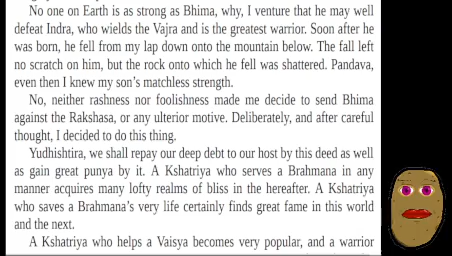 No one on Earth is as strong as Bhima, why, I venture that he may well
defeat Indra, who wields the Vajra and is the greatest warrior. Soon after he
was born, he fell from my lap down onto the mountain below. The fall left
no scratch on him, but the rock onto which he fell was shattered. Pandava,
even then I knew my son's matchless strength.
No, neither rashness nor foolishness made me decide to send Bhima
against the Rakshasa, or any ulterior motive. Deliberately, and after careful
thought, I decided to do this thing.
Yudhishtira, we shall repay our deep debt to our host by this deed as well
as gain great punya by it. A Kshatriya who serves a Brahmana in any
manner acquires many lofty realms of bliss in the hereafter. A Kshatriya
who saves a Brahmana's very life certainly finds great fame in this world
and the next.
A Kshatriya who helps a Vaisya becomes very popular, and a warrior